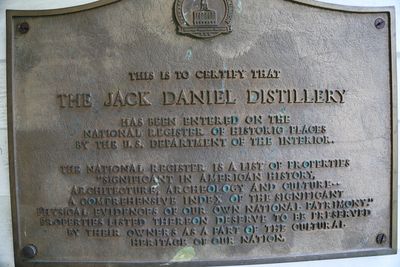 THIS IS TO CERTIFY THAT
THE JACK DANIEL DISTILLERY
HAS BEEN ENTERED ON THE
NATIONAL REGISTER OF HISTORIC PLACES
BY THE U.S. DEPARTMENT OF THE INTERIOR.
THE NATIONAL REGISTER IS A LIST OF PROPERTIES
"SIGNIFICANT IN AMERICAN HISTORY,
ARCHITECTURE, ARCHEOLOGY AND CULTURE--
A COMPREHENSIVE INDEX OF THE SIGNIFICANT
PHYSICAL EVIDENCES OF OUR OWN NATIONAL PATRIMONY."
PROPERTIES LISTED THEREON DESERVE TO BE PRESERVED
BY THEIR OWNERS AS A PART OF THE CULTURAL
HERITAGE OF OUR NATION.